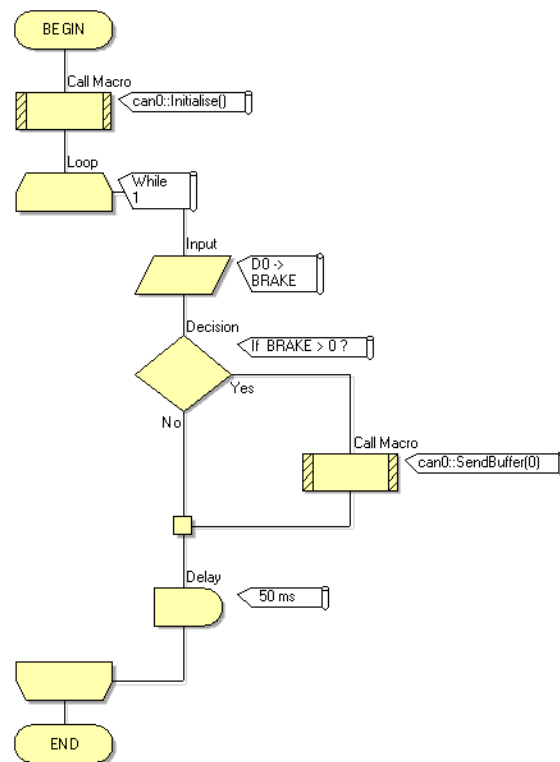 BEGIN
Call Macro
can0::Initialise()
Loop
While
1
Input
D0 ->
BRAKE
Decision
If BRAKE > 0 ?
Yes
No
Call Macro
can0::SendBuffer(0)
Delay
50 ms
END